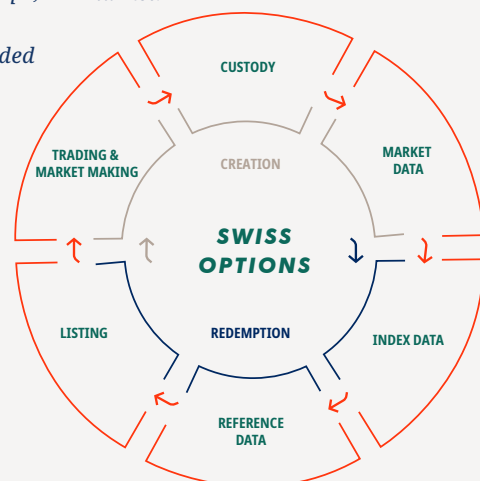 ded
CUSTODY
TRADING &
MARKET MAKING
MARKET
DATA
CREATION
SWISS
OPTIONS
LISTING
REDEMPTION
INDEX DATA
REFERENCE
DATA